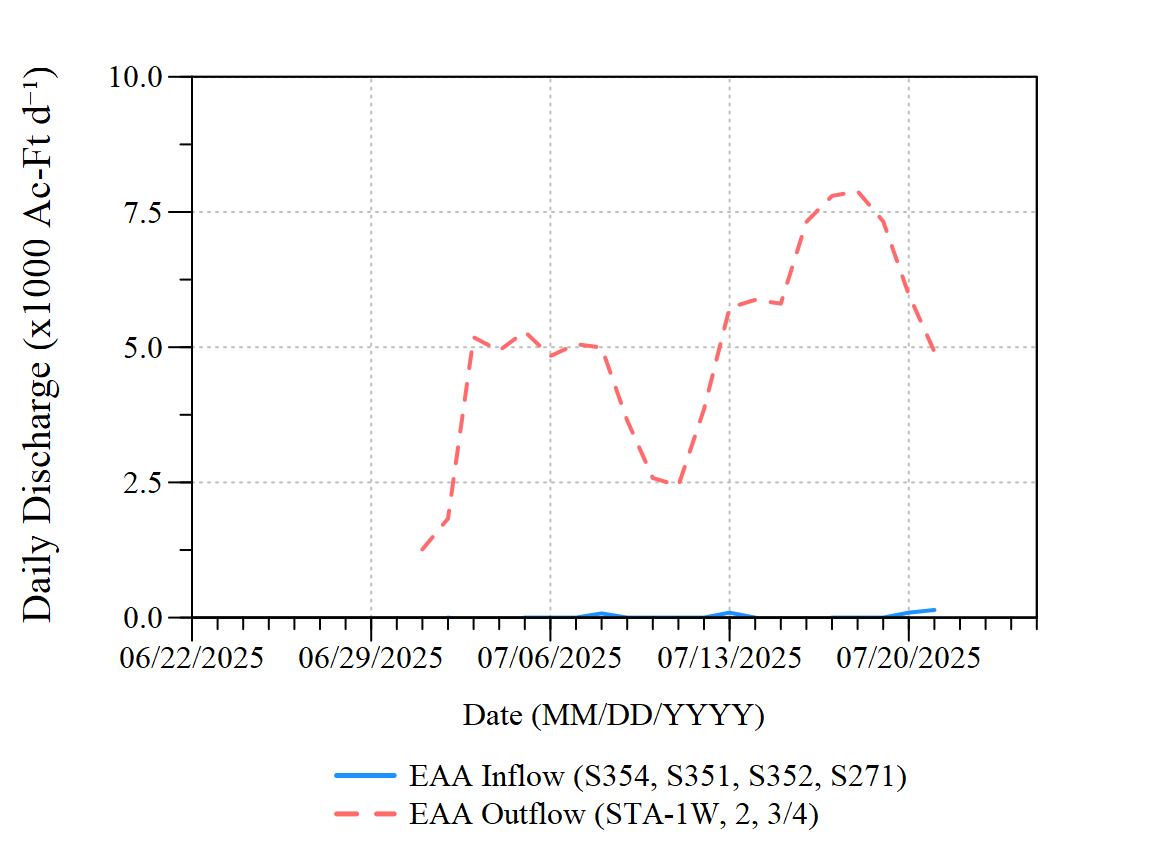 Daily Discharge (x1000 Ac-Ft d⁻¹)
10.0
7.5
5.0
2.5
0.0
06/22/2025 06/29/2025 07/06/2025 07/13/2025 07/20/2025
Date (MM/DD/YYYY)
EAA Inflow (S354, S351, S352, S271)
EAA Outflow (STA-1W, 2, 3/4)